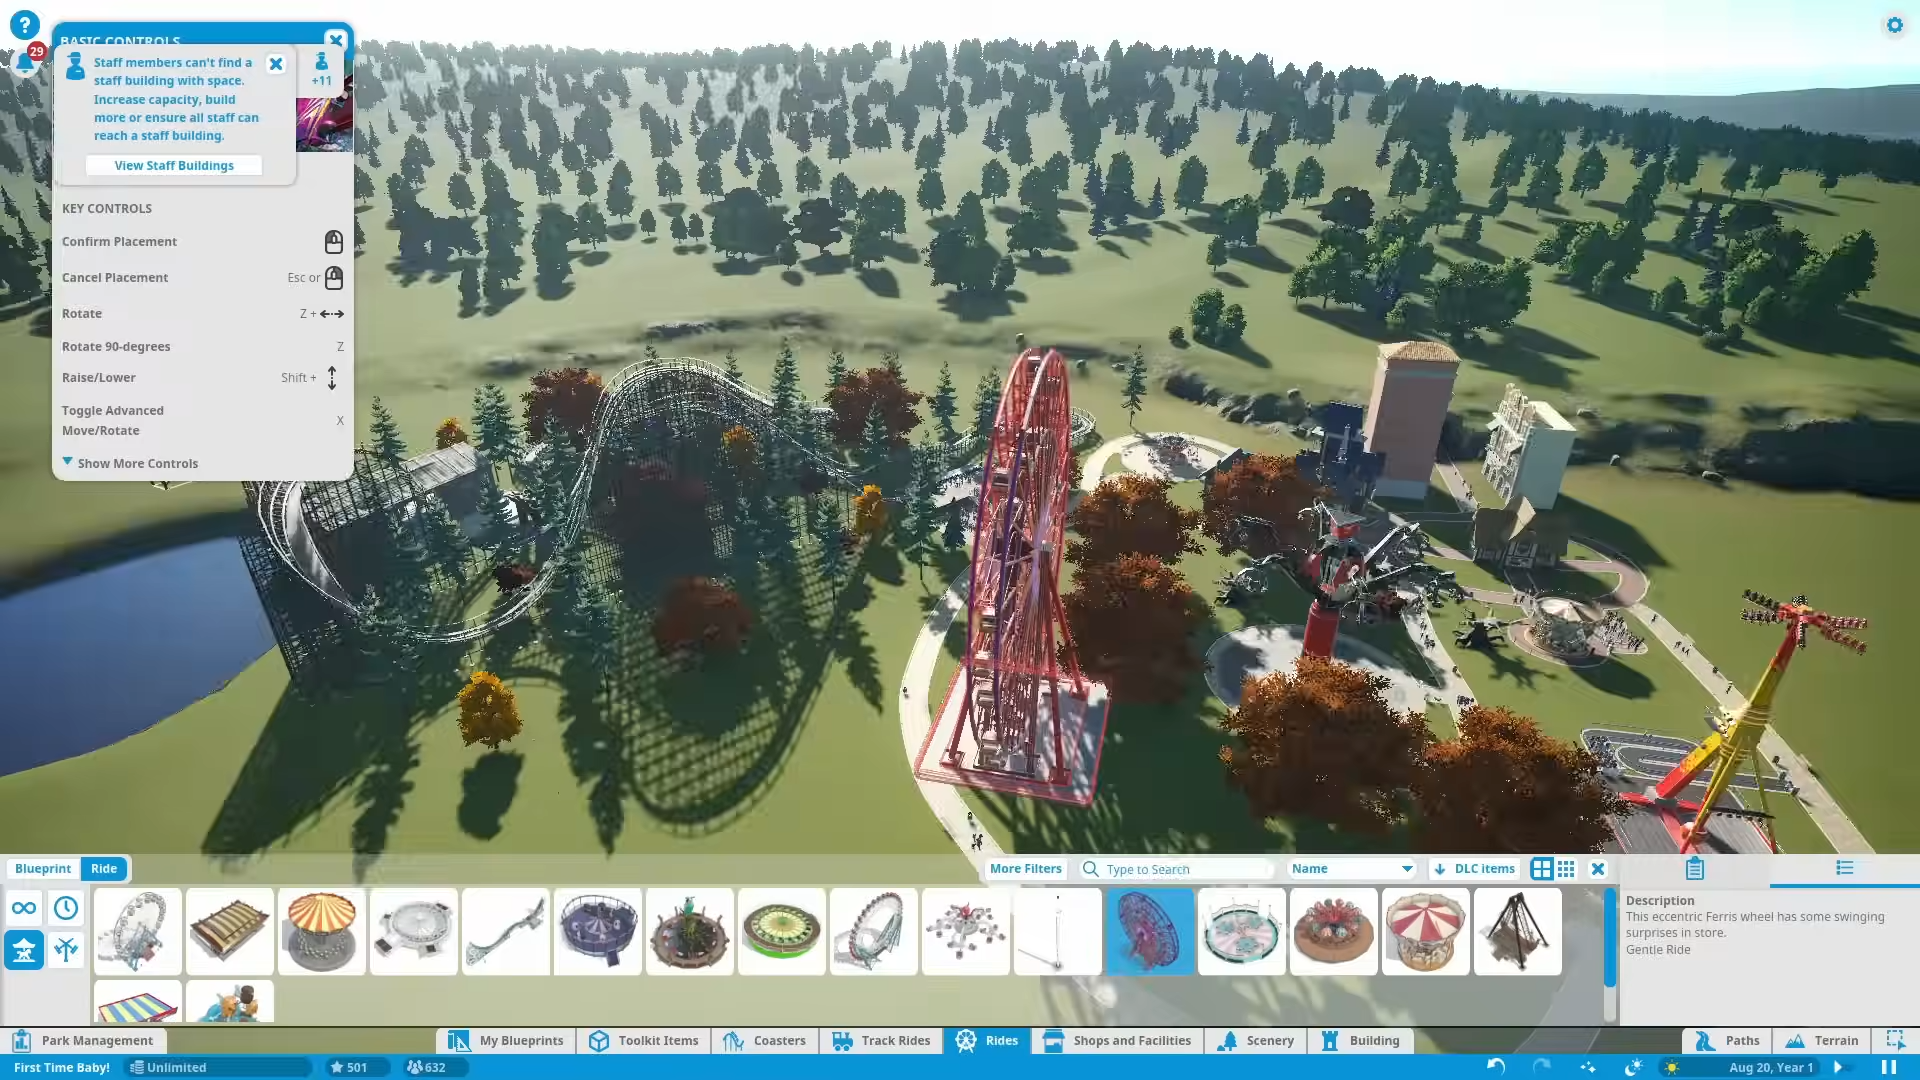 ?
29
BASIC CONTROLS
Staff members can't find a
staff building with space.
Increase capacity, build
more or ensure all staff can
reach a staff building.
View Staff Buildings
+11
KEY CONTROLS
Confirm Placement
Cancel Placement Esc or
Rotate Z +
Rotate 90-degrees Z
Raise/Lower Shift +
Toggle Advanced
Move/Rotate X
Show More Controls
Blueprint Ride More Filters Type to Search Name DLC items
Description
This eccentric Ferris wheel has some swinging
surprises in store.
Gentle Ride
Park Management My Blueprints Toolkit Items Coasters Track Rides Rides Shops and Facilities Scenery Building Paths Terrain
First Time Baby! Unlimited 501 632 Aug 20, Year 1